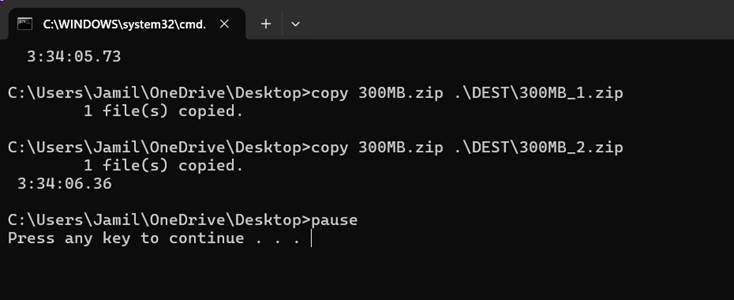 C:\WINDOWS\system32\cmd.
3:34:05.73
C:\Users\Jamil\OneDrive\Desktop>copy 300MB.zip .\DEST\300MB_1.zip
1 file(s) copied.
C:\Users\Jamil\OneDrive\Desktop>copy 300MB.zip .\DEST\300MB_2.zip
1 file(s) copied.
3:34:06.36
C:\Users\Jamil\OneDrive\Desktop>pause
Press any key to continue . . .